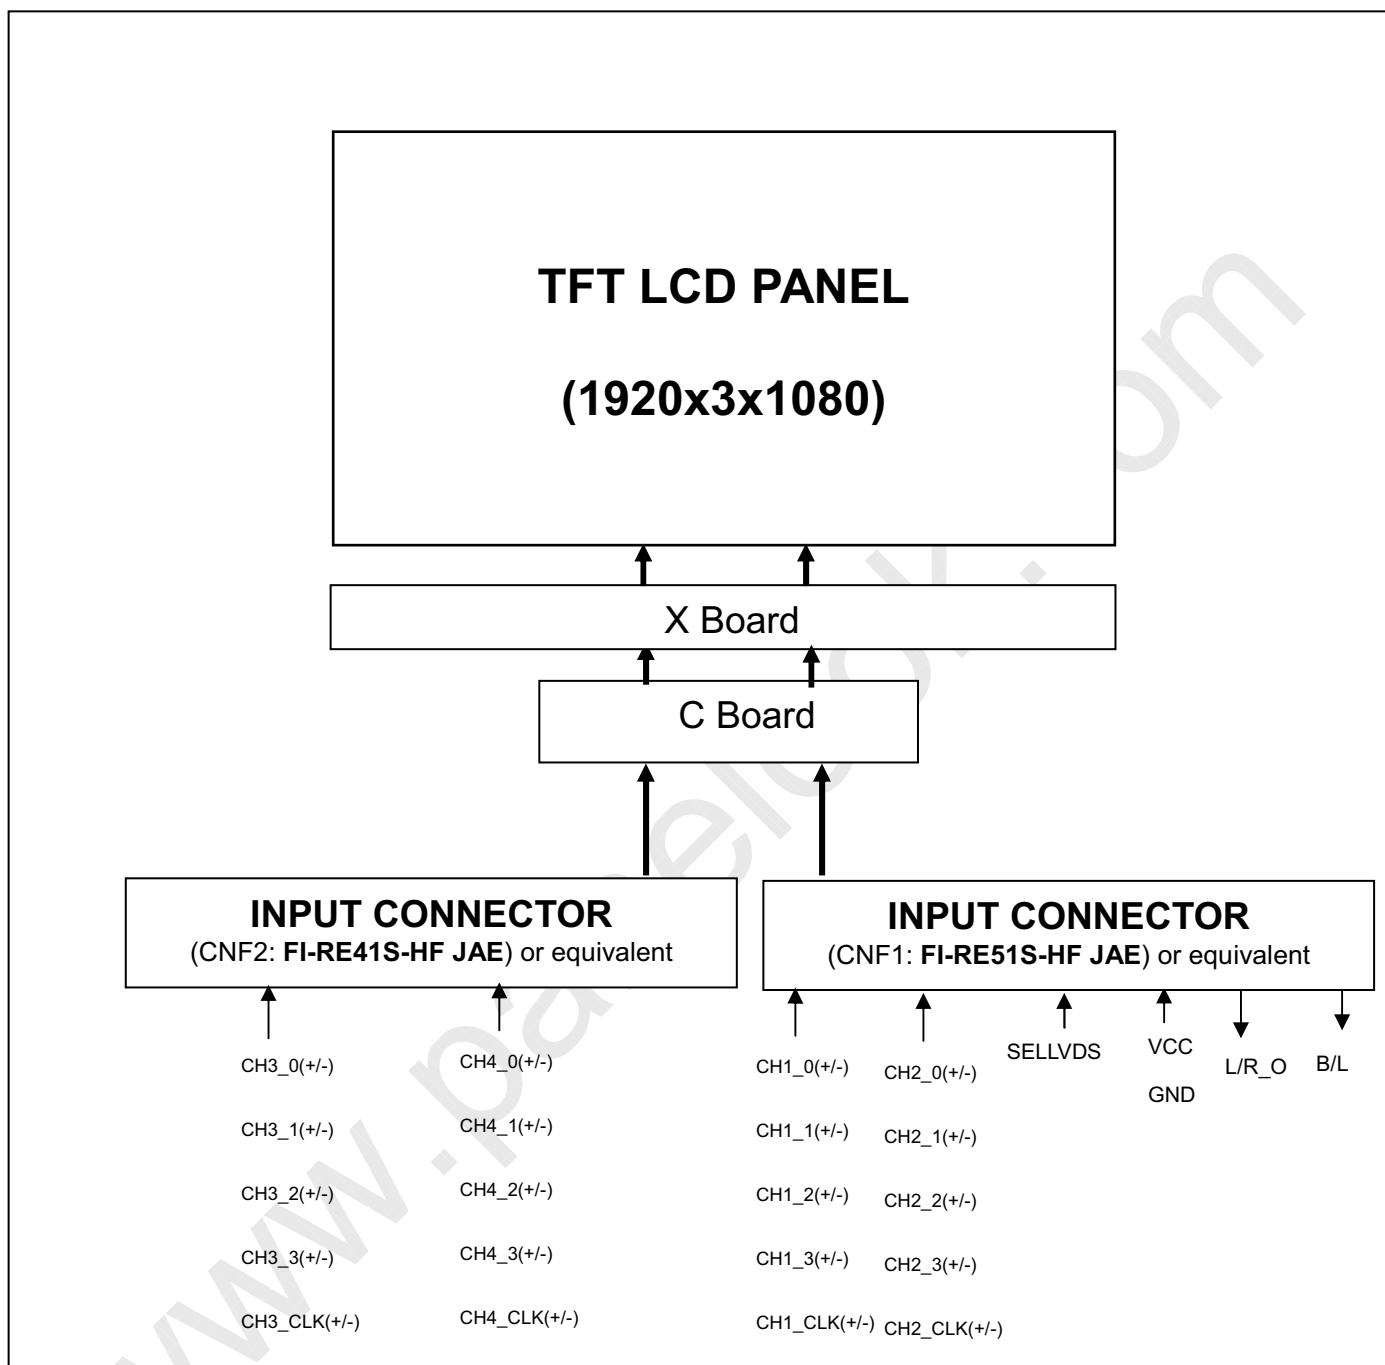 TFT LCD PANEL
(1920x3x1080)
X Board
C Board
INPUT CONNECTOR
(CNF2: FI-RE41S-HF JAE) or equivalent
INPUT CONNECTOR
(CNF1: FI-RE51S-HF JAE) or equivalent
CH3_0(+/-)
CH3_1(+/-)
CH3_2(+/-)
CH3_3(+/-)
CH3_CLK(+/-)
CH4_0(+/-)
CH4_1(+/-)
CH4_2(+/-)
CH4_3(+/-)
CH4_CLK(+/-)
CH1_0(+/-)
CH1_1(+/-)
CH1_2(+/-)
CH1_3(+/-)
CH1_CLK(+/-)
CH2_0(+/-)
CH2_1(+/-)
CH2_2(+/-)
CH2_3(+/-)
CH2_CLK(+/-)
SELLVDS
VCC
GND
L/R_O
B/L